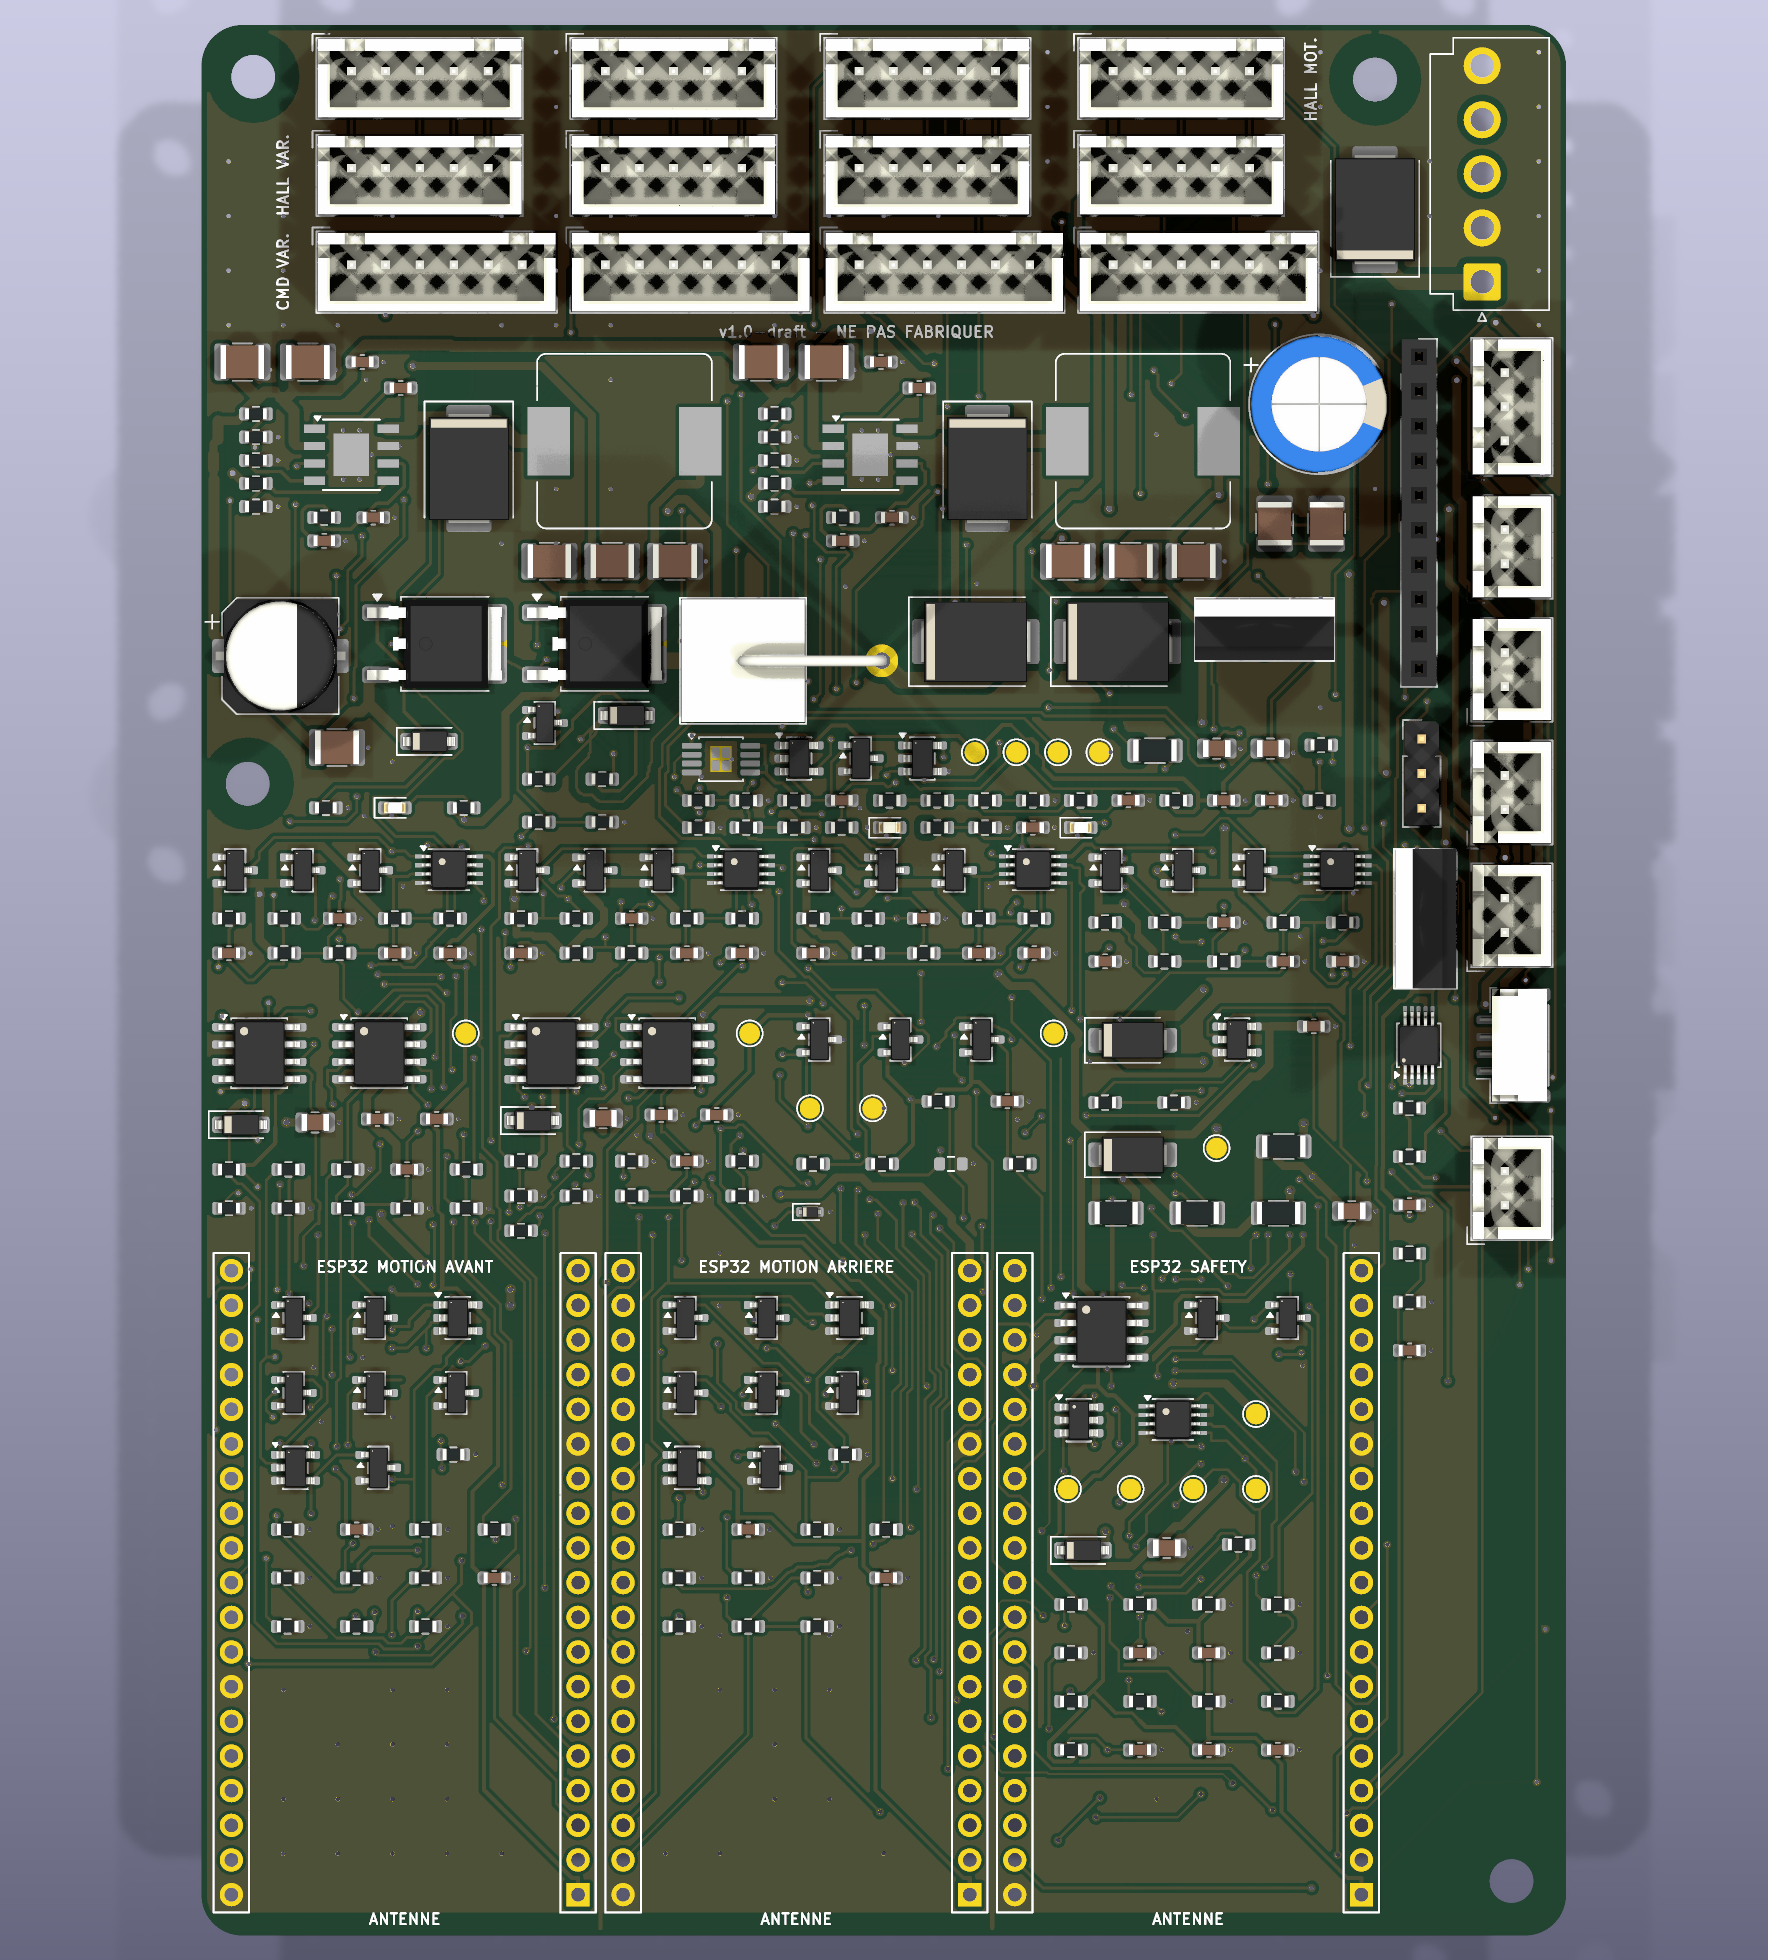 HALL MOT.
HALL VAR.
CMD VAR.
v1.0 draft - NE PAS FABRIQUER
ESP32 MOTION AVANT
ESP32 MOTION ARRIERE
ESP32 SAFETY
ANTENNE
ANTENNE
ANTENNE